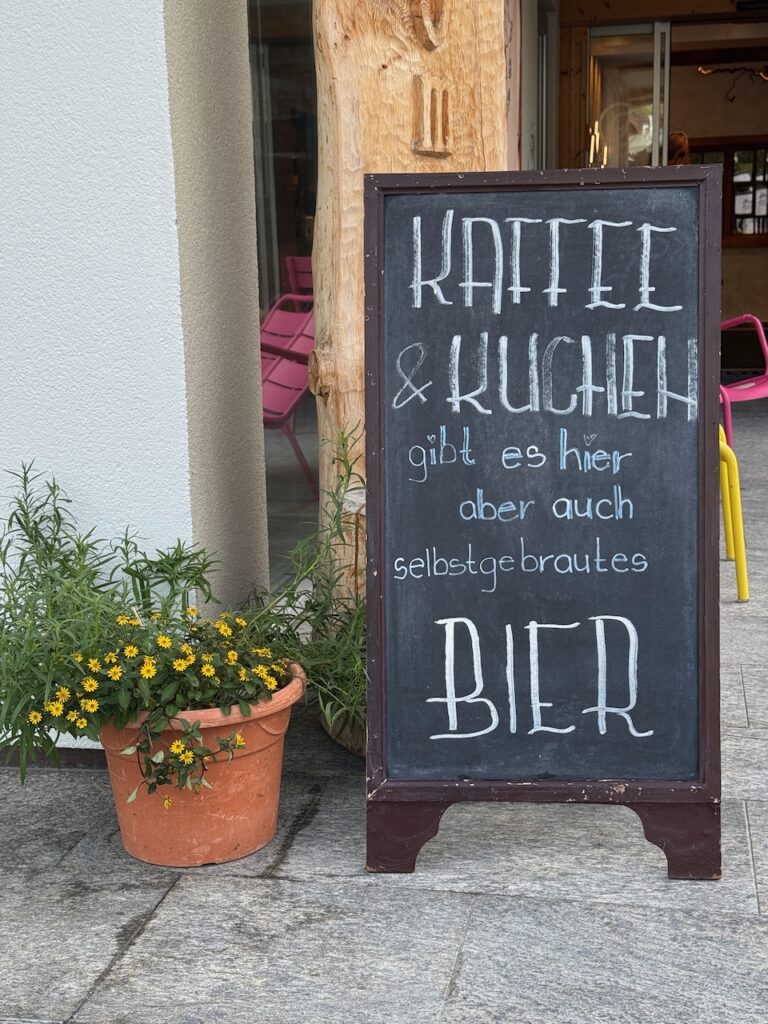 KAFFEE
& KUCHEN
gibt es hier
aber auch
selbstgebrautes
BIER